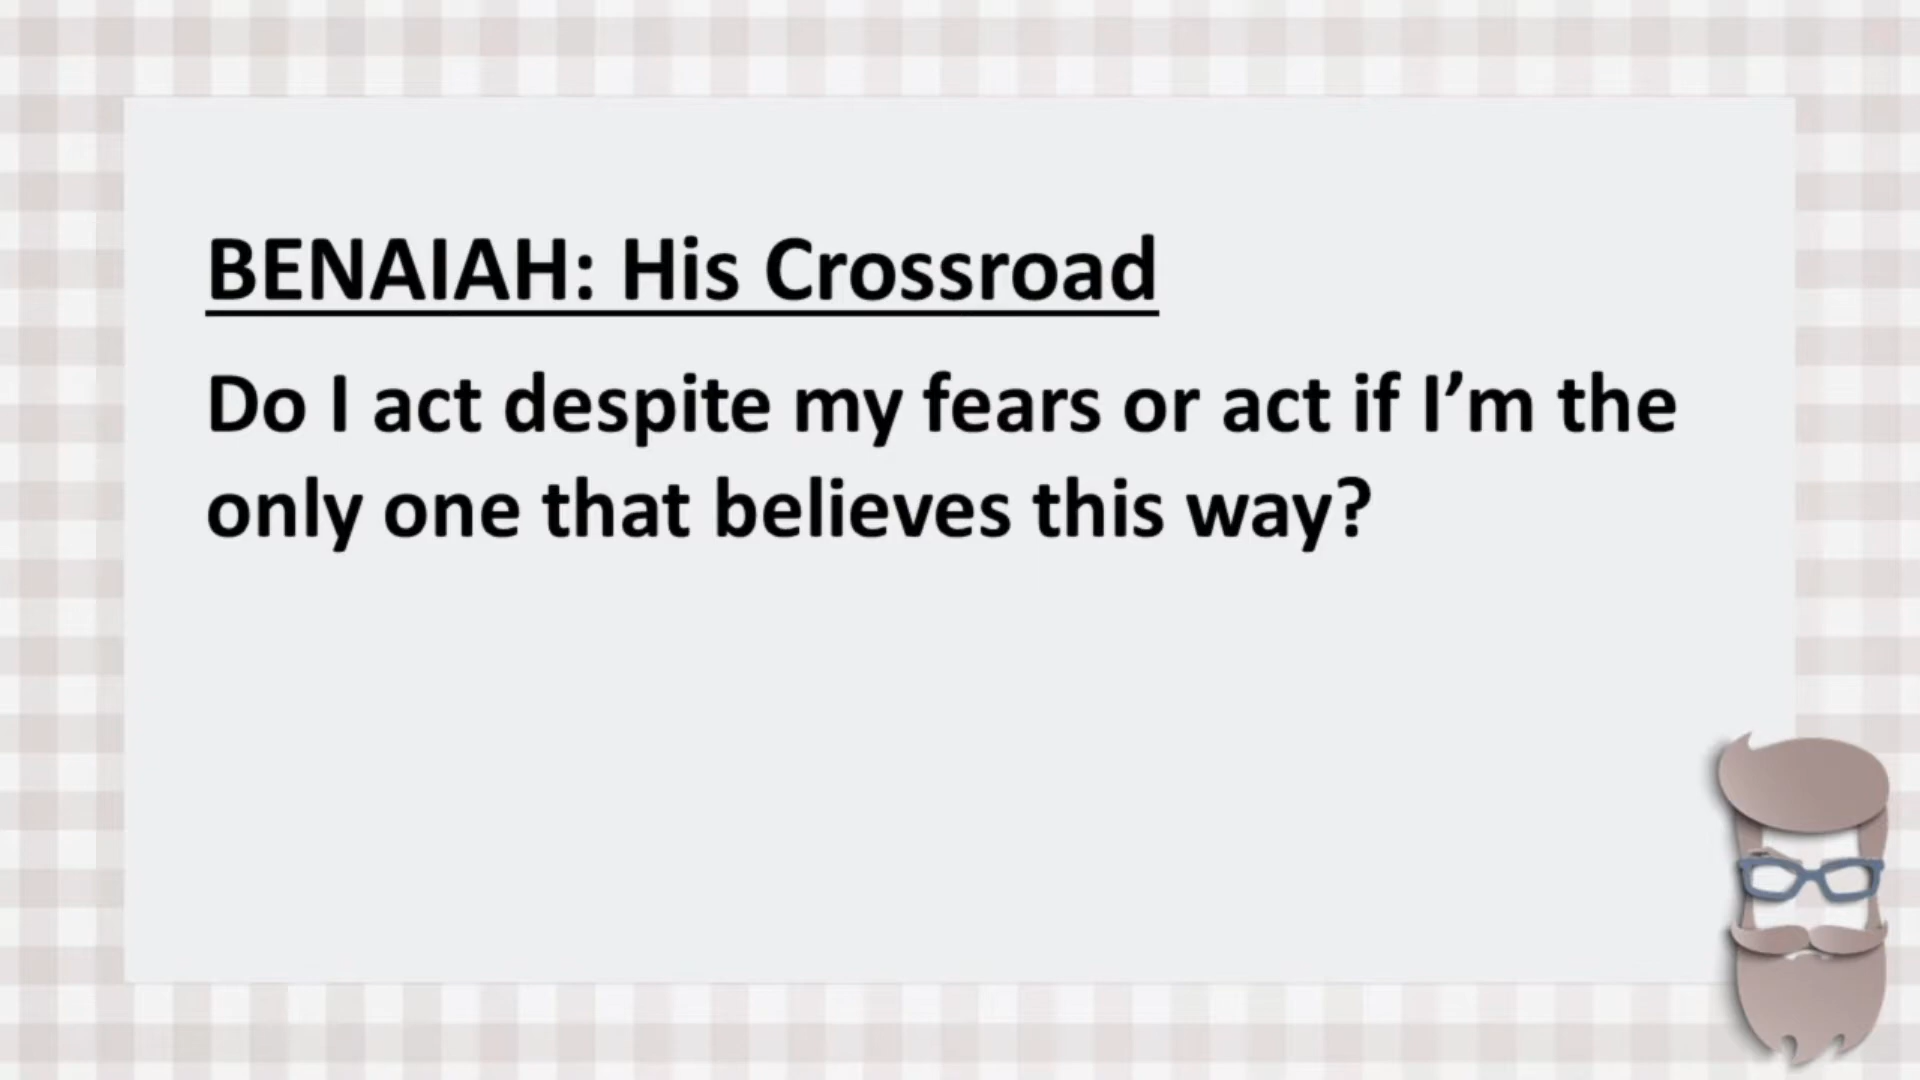 BENAIAH: His Crossroad
Do I act despite my fears or act if I’m the
only one that believes this way?